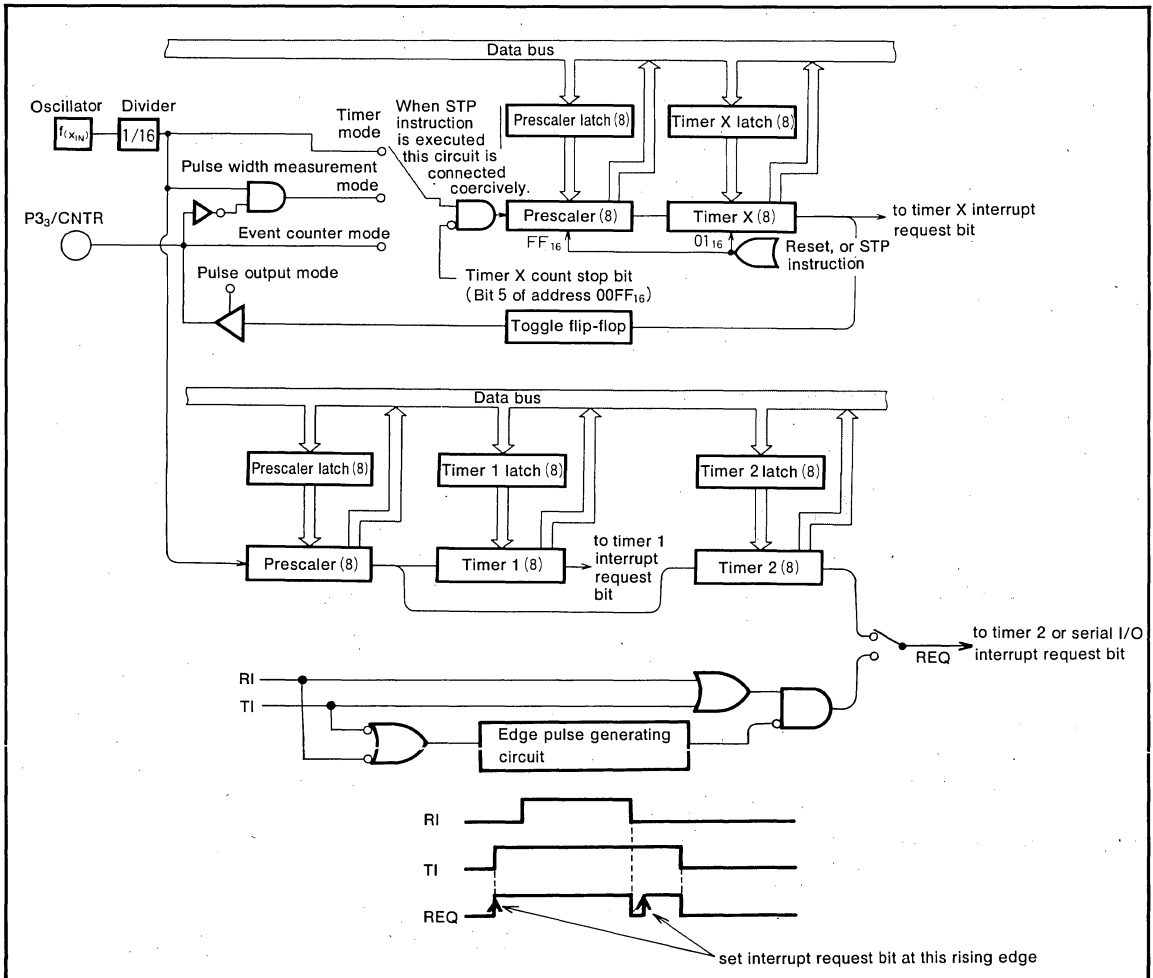 Data bus
Oscillator
f(XIN)
Divider
1/16
Timer
mode
When STP
instruction
is executed
this circuit is
connected
coercively.
Prescaler latch (8)
Timer X latch (8)
Pulse width measurement
mode
P3₃/CNTR
Event counter mode
Prescaler (8)
Timer X (8)
to timer X interrupt
request bit
FF₁₆
01₁₆
Reset, or STP
instruction
Pulse output mode
Timer X count stop bit
(Bit 5 of address 00FF₁₆)
Toggle flip-flop
Data bus
Prescaler latch (8)
Timer 1 latch (8)
Timer 2 latch (8)
Prescaler (8)
Timer 1 (8)
to timer 1
interrupt
request
bit
Timer 2 (8)
REQ
to timer 2 or serial I/O
interrupt request bit
RI
TI
Edge pulse generating
circuit
RI
TI
REQ
set interrupt request bit at this rising edge